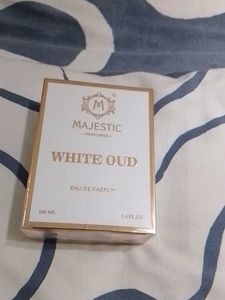 M
MAJESTIC
PERFUMES
WHITE OUD
EAU DE PARFUM
100 ML
3.4 FL.OZ